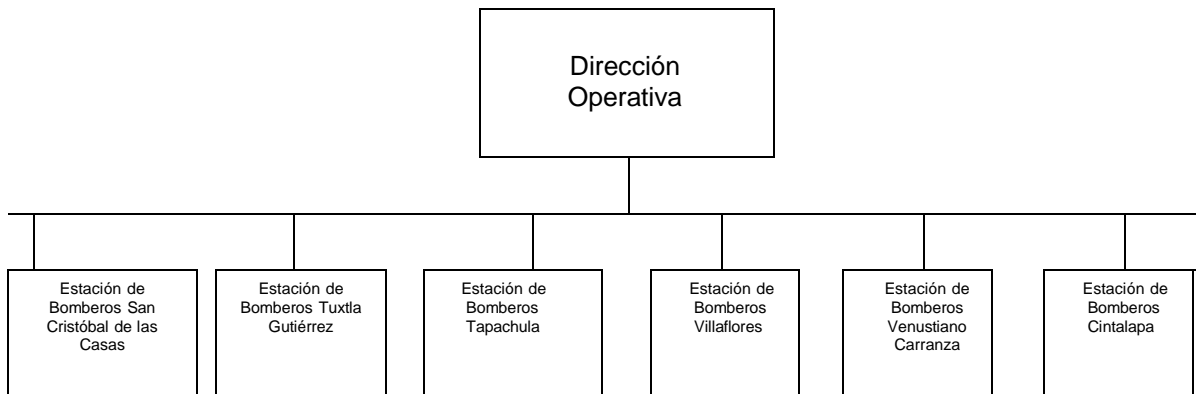 Dirección
Operativa
Estación de
Bomberos San
Cristóbal de las
Casas
Estación de
Bomberos Tuxtla
Gutiérrez
Estación de
Bomberos
Tapachula
Estación de
Bomberos
Villaflores
Estación de
Bomberos
Venustiano
Carranza
Estación de
Bomberos
Cintalapa